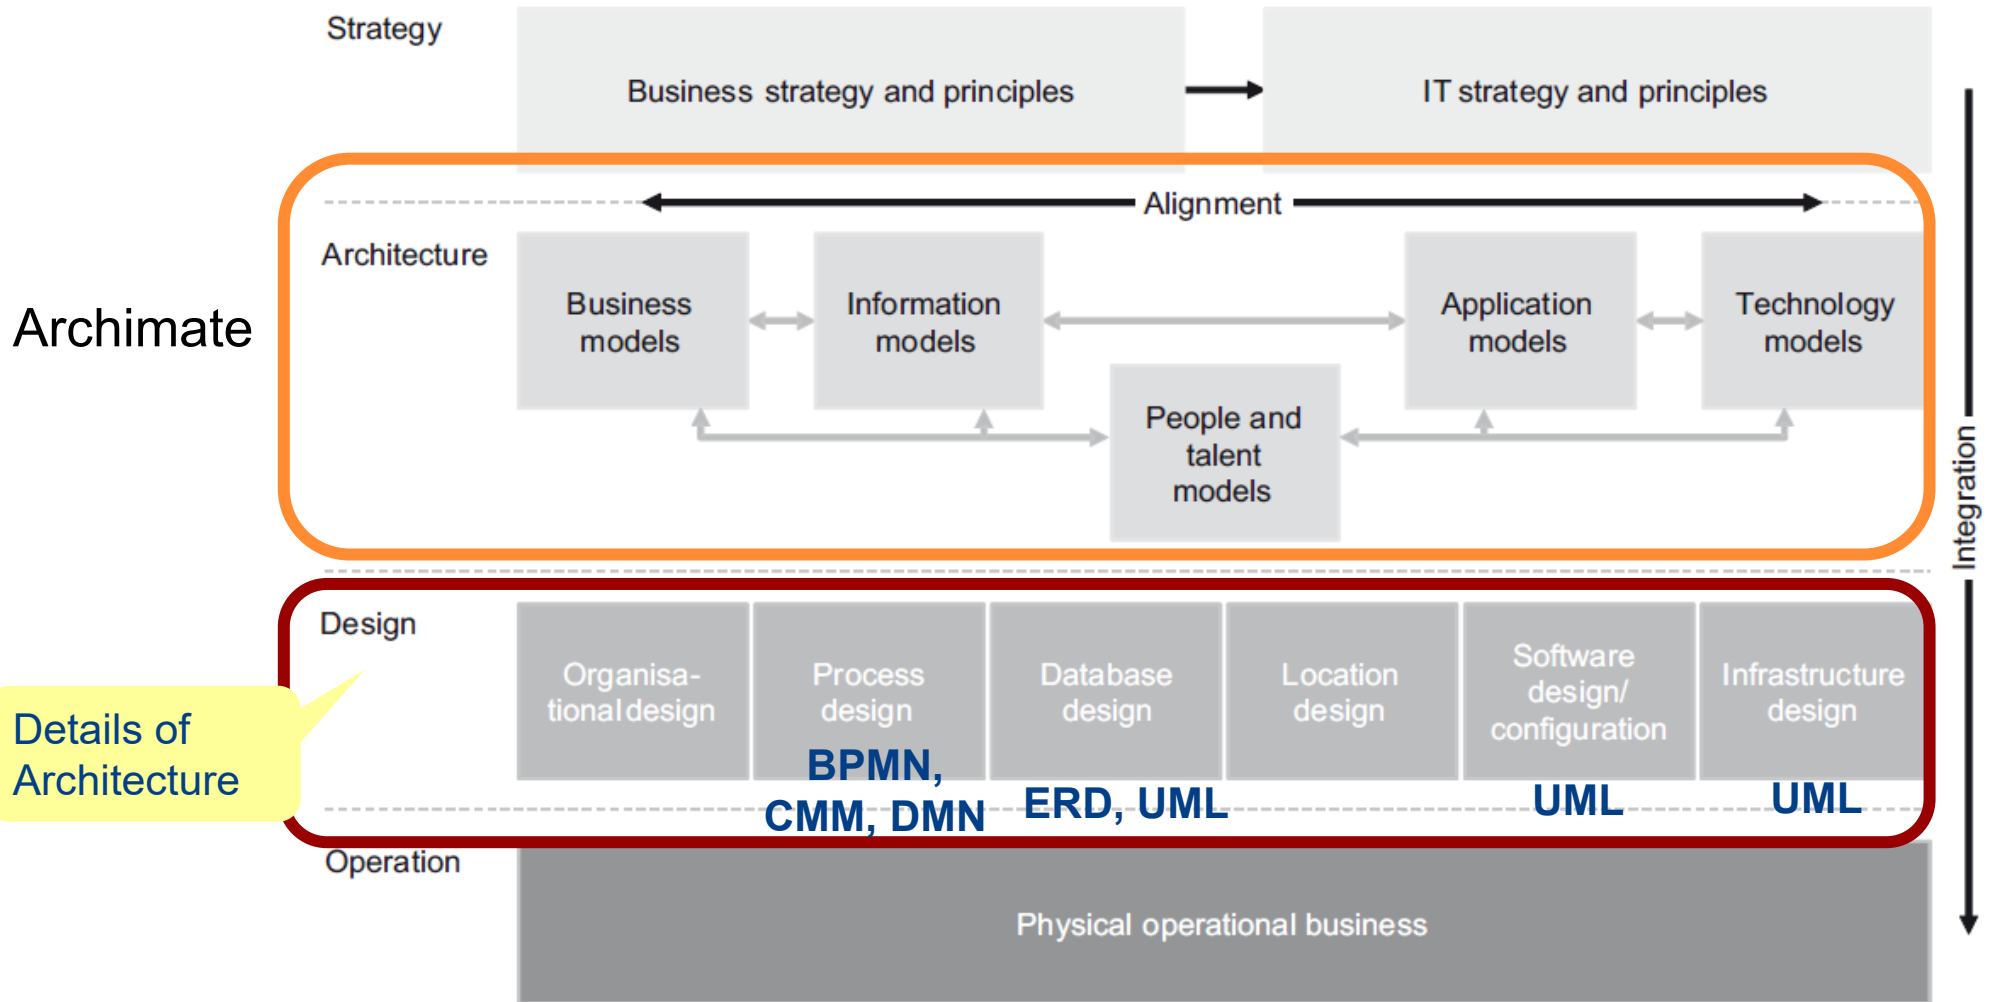 Strategy
Business strategy and principles
IT strategy and principles
Alignment
Architecture
Archimate
Business
models
Information
models
Application
models
Technology
models
People and
talent
models
Integration
Design
Details of
Architecture
Organisa-
tional design
Process
design
BPMN,
CMM, DMN
Database
design
ERD, UML
Location
design
Software
design/
configuration
UML
Infrastructure
design
UML
Operation
Physical operational business